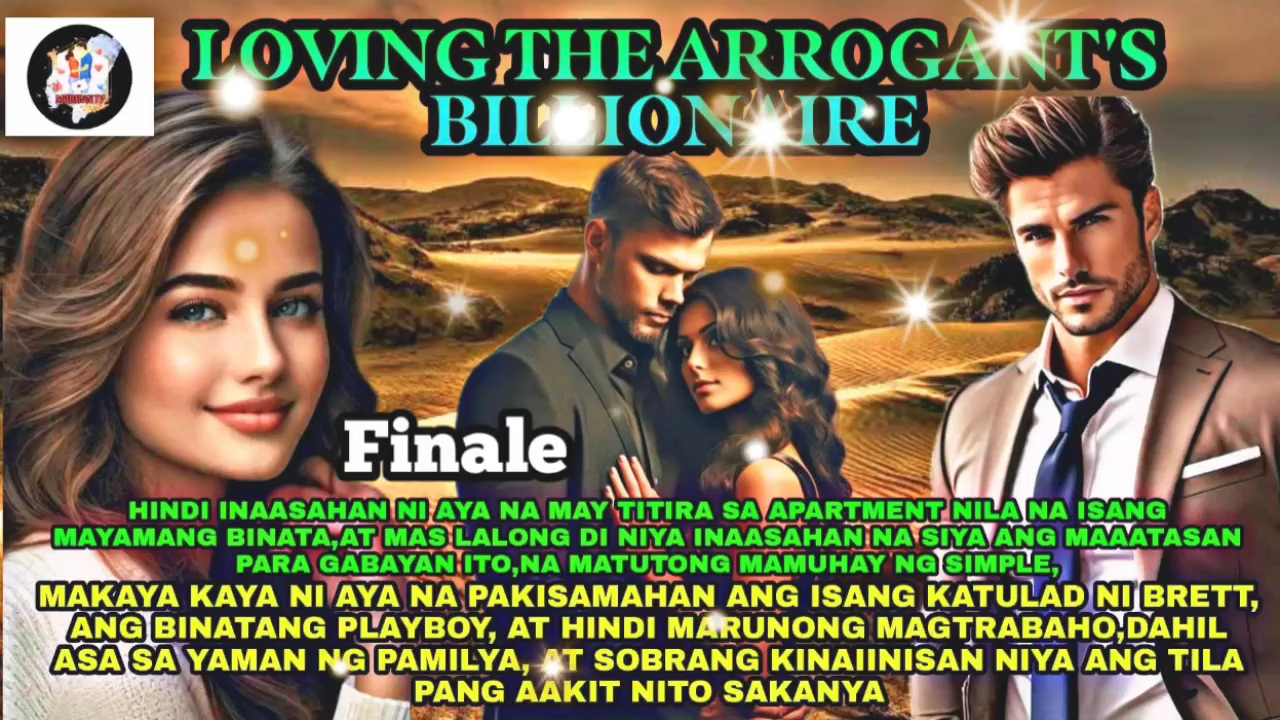 LOVING THE ARROGANT'S
BILLIONAIRE
Finale
HINDI INAASAHAN NI AYA NA MAY TITIRA SA APARTMENT NILA NA ISANG
MAYAMANG BINATA,AT MAS LALONG DI NIYA INAASAHAN NA SIYA ANG MAAATASAN
PARA GABAYAN ITO,NA MATUTONG MAMUHAY NG SIMPLE,
MAKAYA KAYA NI AYA NA PAKISAMAHAN ANG ISANG KATULAD NI BRETT,
ANG BINATANG PLAYBOY, AT HINDI MARUNONG MAGTRABAHO,DAHIL
ASA SA YAMAN NG PAMILYA, AT SOBRANG KINAIINISAN NIYA ANG TILA
PANG AAKIT NITO SAKANYA